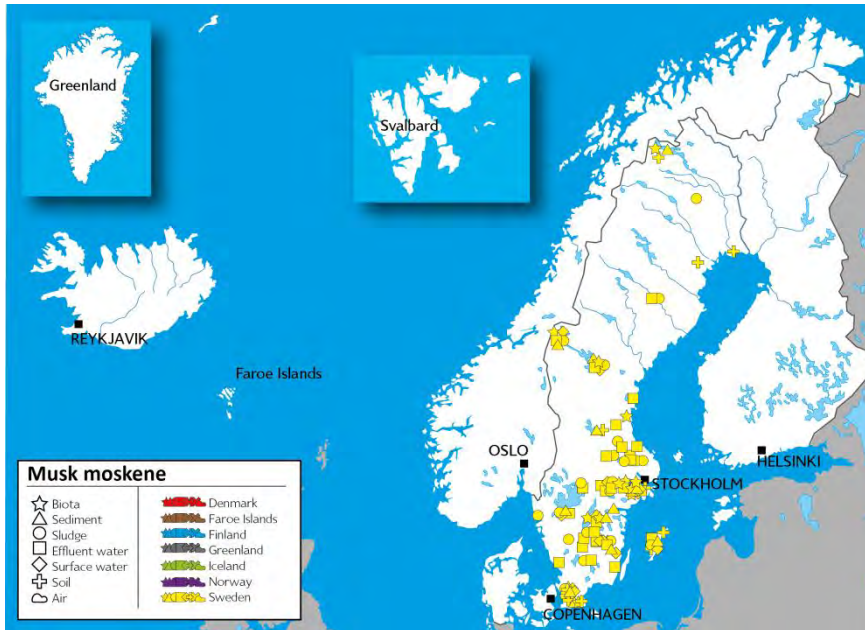 Greenland
Svalbard
REYKJAVIK
Faroe Islands
OSLO
HELSINKI
STOCKHOLM
COPENHAGEN
Musk moskene
Biota
Sediment
Sludge
Effluent water
Surface water
Soil
Air
Denmark
Faroe Islands
Finland
Greenland
Iceland
Norway
Sweden